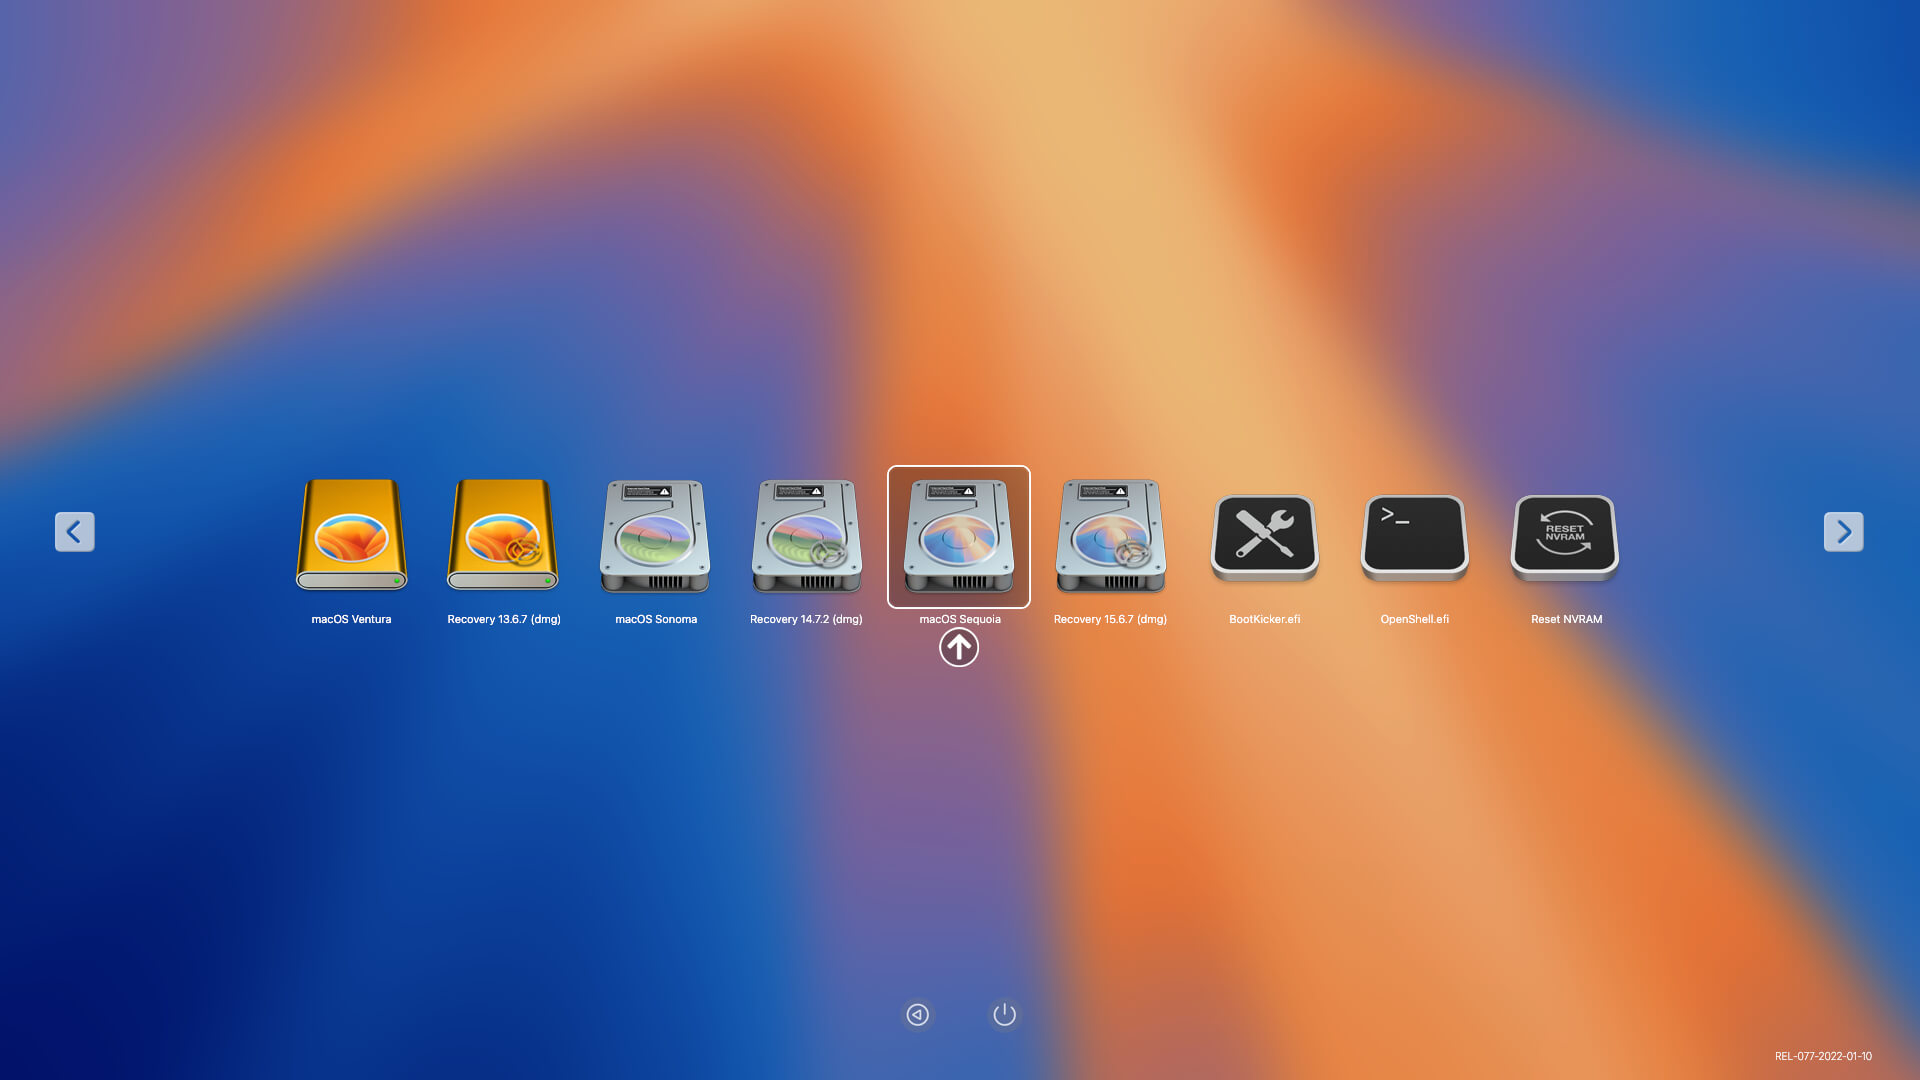 macOS Ventura
Recovery 13.6.7 (dmg)
macOS Sonoma
Recovery 14.7.2 (dmg)
macOS Sequoia
Recovery 15.6.7 (dmg)
BootKicker.efi
>_
OpenShell.efi
RESET
NVRAM
Reset NVRAM
REL-077-2022-01-10